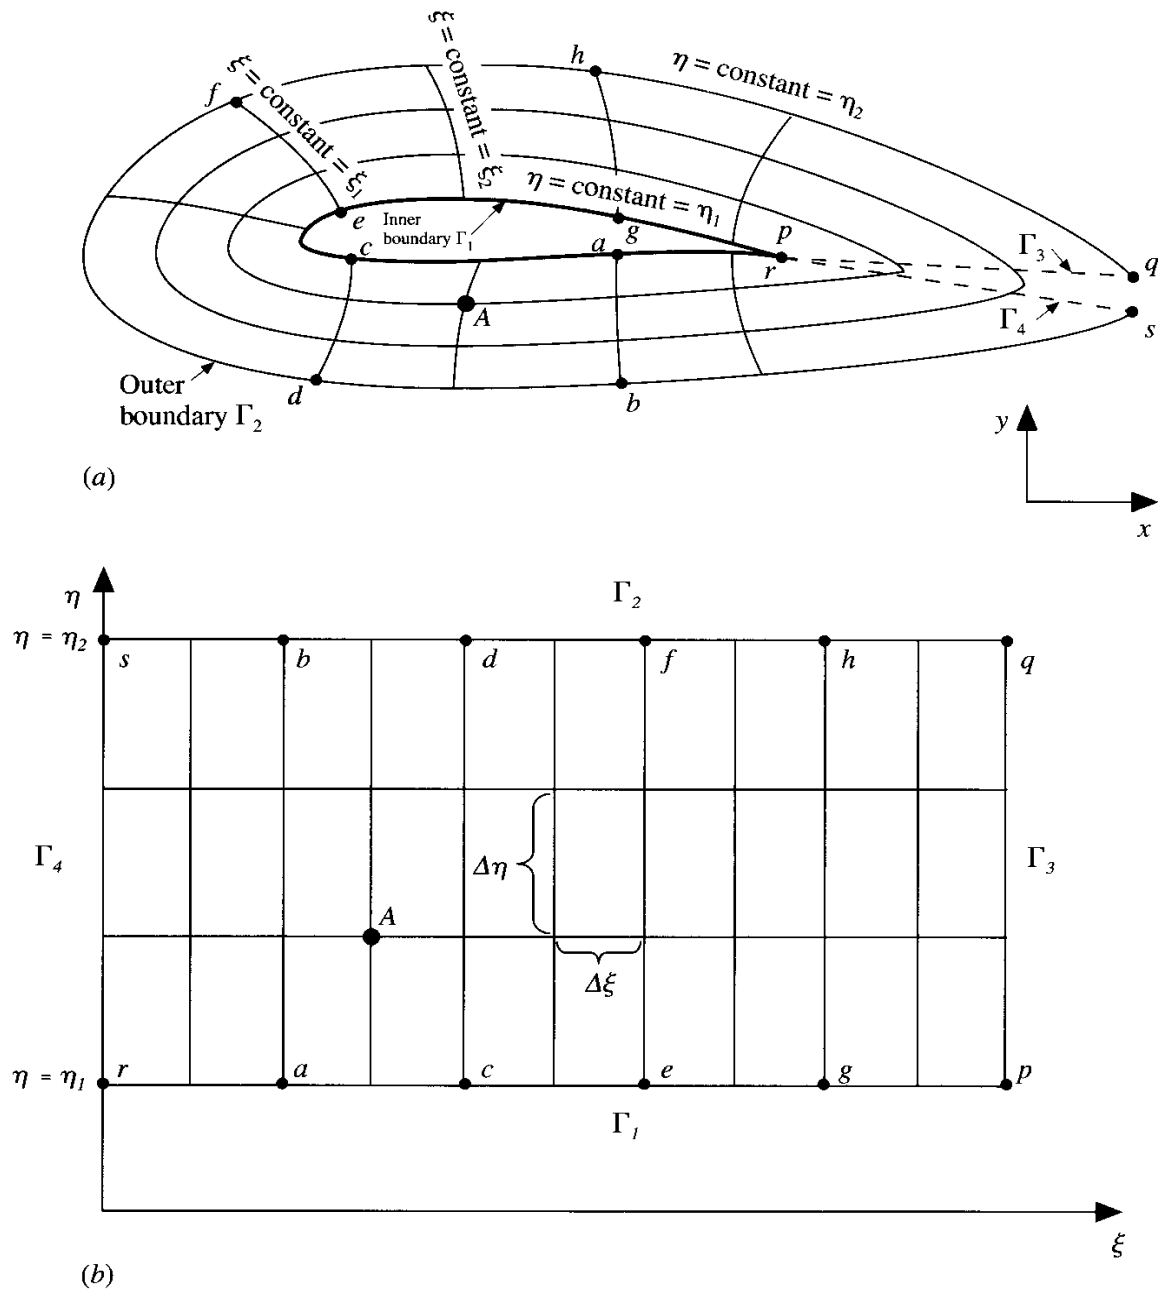 ξ = constant = ξ₁
ξ = constant = ξ₂
h
η = constant = η₂
f
η = constant = η₁
e
Inner
boundary Γ₁
g
p
c
a
r
Γ₃
q
A
Γ₄
s
Outer
boundary Γ₂
d
b
y
x
(a)
η
Γ₂
η = η₂
s
b
d
f
h
q
Δη
Γ₄
Γ₃
A
Δξ
η = η₁
r
a
c
e
g
p
Γ₁
ξ
(b)